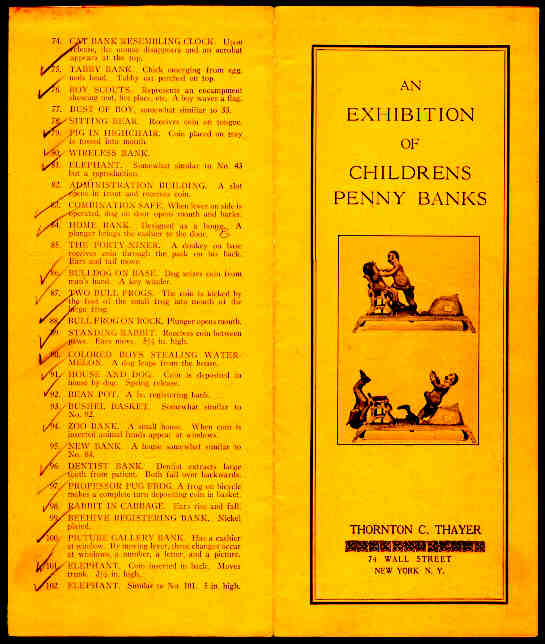 74. CAT BANK RESEMBLING CLOCK. Upon
release, the mouse disappears and an acrobat
appears at the top.
75. TABBY BANK. Chick emerging from egg
nods head. Tabby cat perched on top.
76. BOY SCOUTS. Represents an encampment
showing tent, fire place, etc. A boy waves a flag.
77. BUST OF BOY, somewhat similar to 33.
78. SITTING BEAR. Receives coin on tongue.
79. PIG IN HIGHCHAIR. Coin placed on tray
is tossed into mouth.
80. WIRELESS BANK.
81. ELEPHANT. Somewhat similar to No. 43
but a reproduction.
82. ADMINISTRATION BUILDING. A slot
opens in front and receives coin.
83. COMBINATION SAFE. When lever on side is
operated, dog on door opens mouth and barks.
84. HOME BANK. Designed as a house. A
plunger brings the cashier to the door.
85. THE FORTY-NINER. A donkey on base
receives coin through the pack on his back.
Ears and tail move.
86. BULLDOG ON BASE. Dog seizes coin from
man's hand. A key winder.
87. TWO BULL FROGS. The coin is kicked by
the foot of the small frog into mouth of the
large frog.
88. BULL FROG ON ROCK. Plunger opens mouth.
89. STANDING RABBIT. Receives coin between
paws. Ears move. in. high.
90. COLORED BOYS STEALING WATER-
MELON. A dog leaps from the house.
91. HOUSE AND DOG. Coin is deposited in
house by dog. Spring release.
92. BEAN POT. A 5c. registering bank.
93. BUSHEL BASKET. Somewhat similar to
No. 92.
94. ZOO BANK. A small house. When coin is
inserted animal heads appear at windows.
95. NEW BANK. A house somewhat similar to
No. 84.
96. DENTIST BANK. Dentist extracts large
tooth from patient. Both fall over backwards.
97. PROFESSOR PUG FROG. A frog on bicycle
makes a complete turn depositing coin in basket.
98. RABBIT IN CABBAGE. Ears rise and fall.
99. BEEHIVE REGISTERING BANK. Nickel
plated.
100. PICTURE GALLERY BANK. Has a cashier
at window. By moving lever, three changes occur
at windows, a number, a letter, and a picture.
101. ELEPHANT. Coin inserted in back. Moves
trunk. 3½ in. high.
102. ELEPHANT. Similar to No. 101. 5 in. high.
AN
EXHIBITION
OF
CHILDRENS
PENNY BANKS
THORNTON C. THAYER
74 WALL STREET
NEW YORK N. Y.